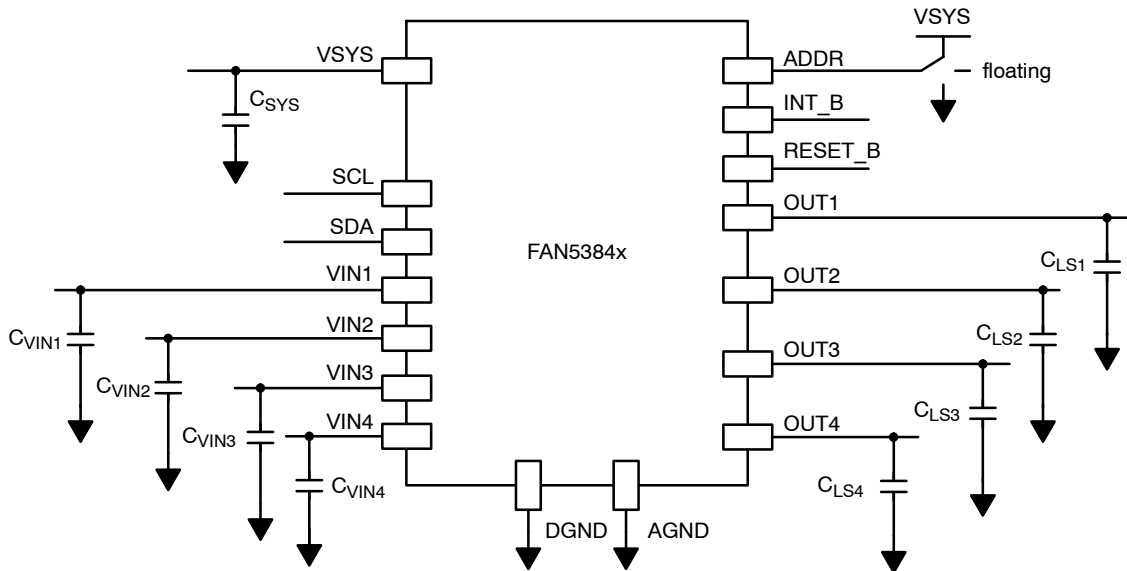 VSYS
VSYS
ADDR
floating
CSYS
INT_B
RESET_B
SCL
OUT1
SDA
FAN5384x
CLS1
VIN1
OUT2
CVIN1
VIN2
CLS2
CVIN2
VIN3
OUT3
CVIN3
CLS3
VIN4
OUT4
CVIN4
CLS4
DGND
AGND